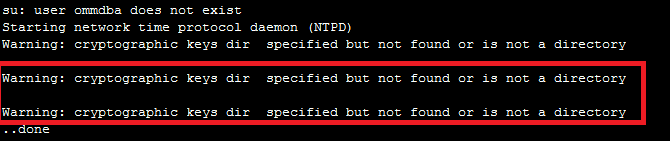 su: user ommdba does not exist
Starting network time protocol daemon (NTPD)
Warning: cryptographic keys dir  specified but not found or is not a directory
Warning: cryptographic keys dir  specified but not found or is not a directory
Warning: cryptographic keys dir  specified but not found or is not a directory
..done